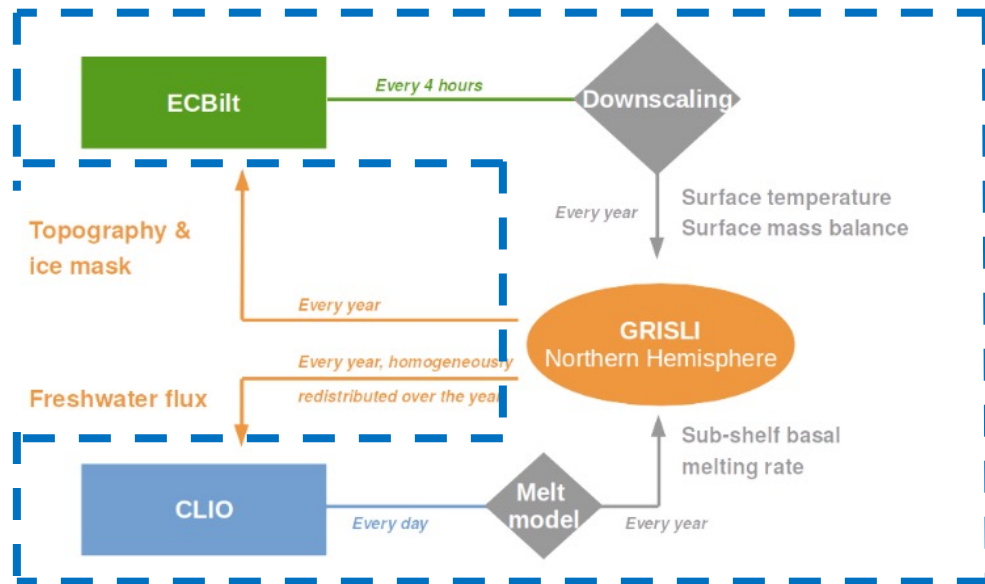 ECBilt
Every 4 hours
Downscaling
Every year
Surface temperature
Surface mass balance
Topography &
ice mask
Every year
GRISLI
Northern Hemisphere
Every year, homogeneously
redistributed over the year
Freshwater flux
Sub-shelf basal
melting rate
CLIO
Every day
Melt
model
Every year